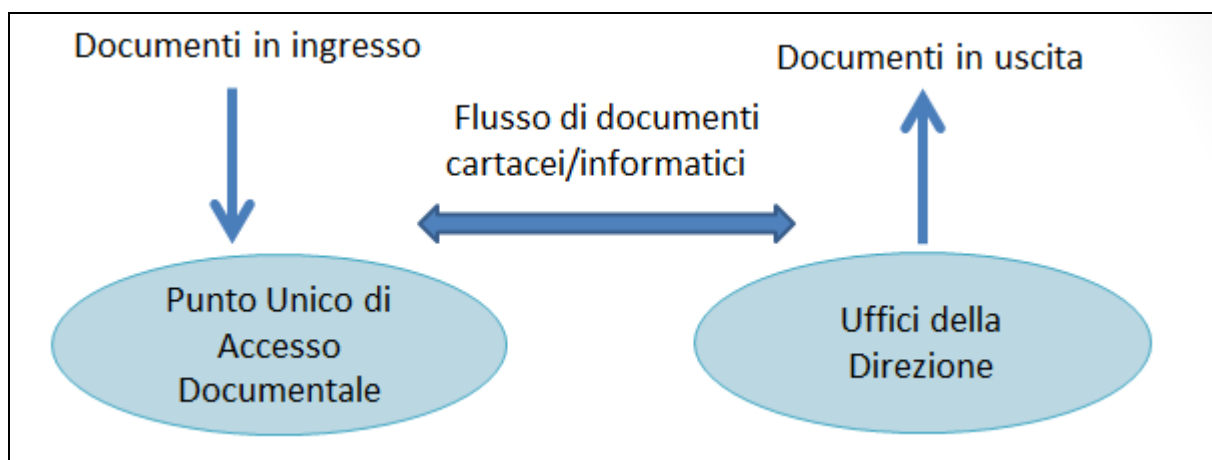 Documenti in ingresso
Documenti in uscita
Flusso di documenti
cartacei/informatici
Punto Unico di
Accesso
Documentale
Uffici della
Direzione